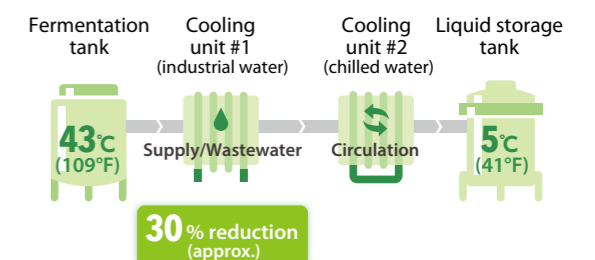 Fermentation
tank
Cooling
unit #1
(industrial water)
Cooling
unit #2
(chilled water)
Liquid storage
tank
43℃
(109°F)
Supply/Wastewater
Circulation
5℃
(41°F)
30% reduction
(approx.)